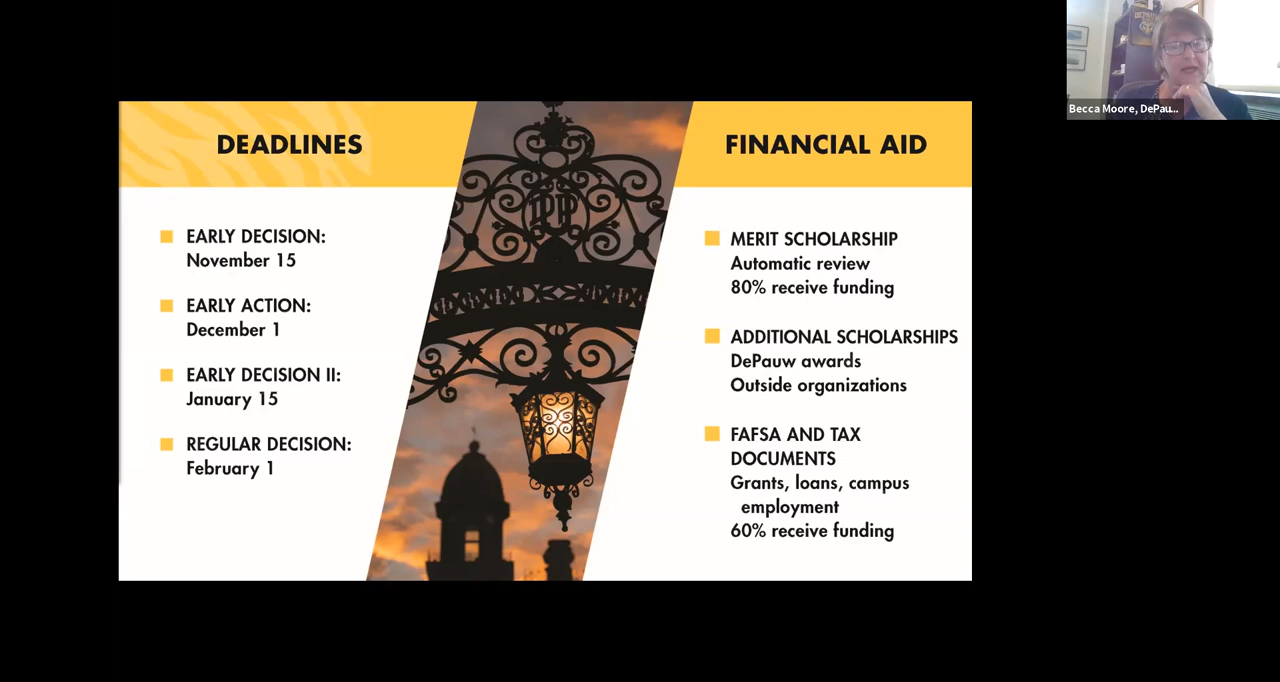 Becca Moore, DePau...
DEADLINES
EARLY DECISION:
November 15
EARLY ACTION:
December 1
EARLY DECISION II:
January 15
REGULAR DECISION:
February 1
FINANCIAL AID
MERIT SCHOLARSHIP
Automatic review
80% receive funding
ADDITIONAL SCHOLARSHIPS
DePauw awards
Outside organizations
FAFSA AND TAX
DOCUMENTS
Grants, loans, campus
employment
60% receive funding